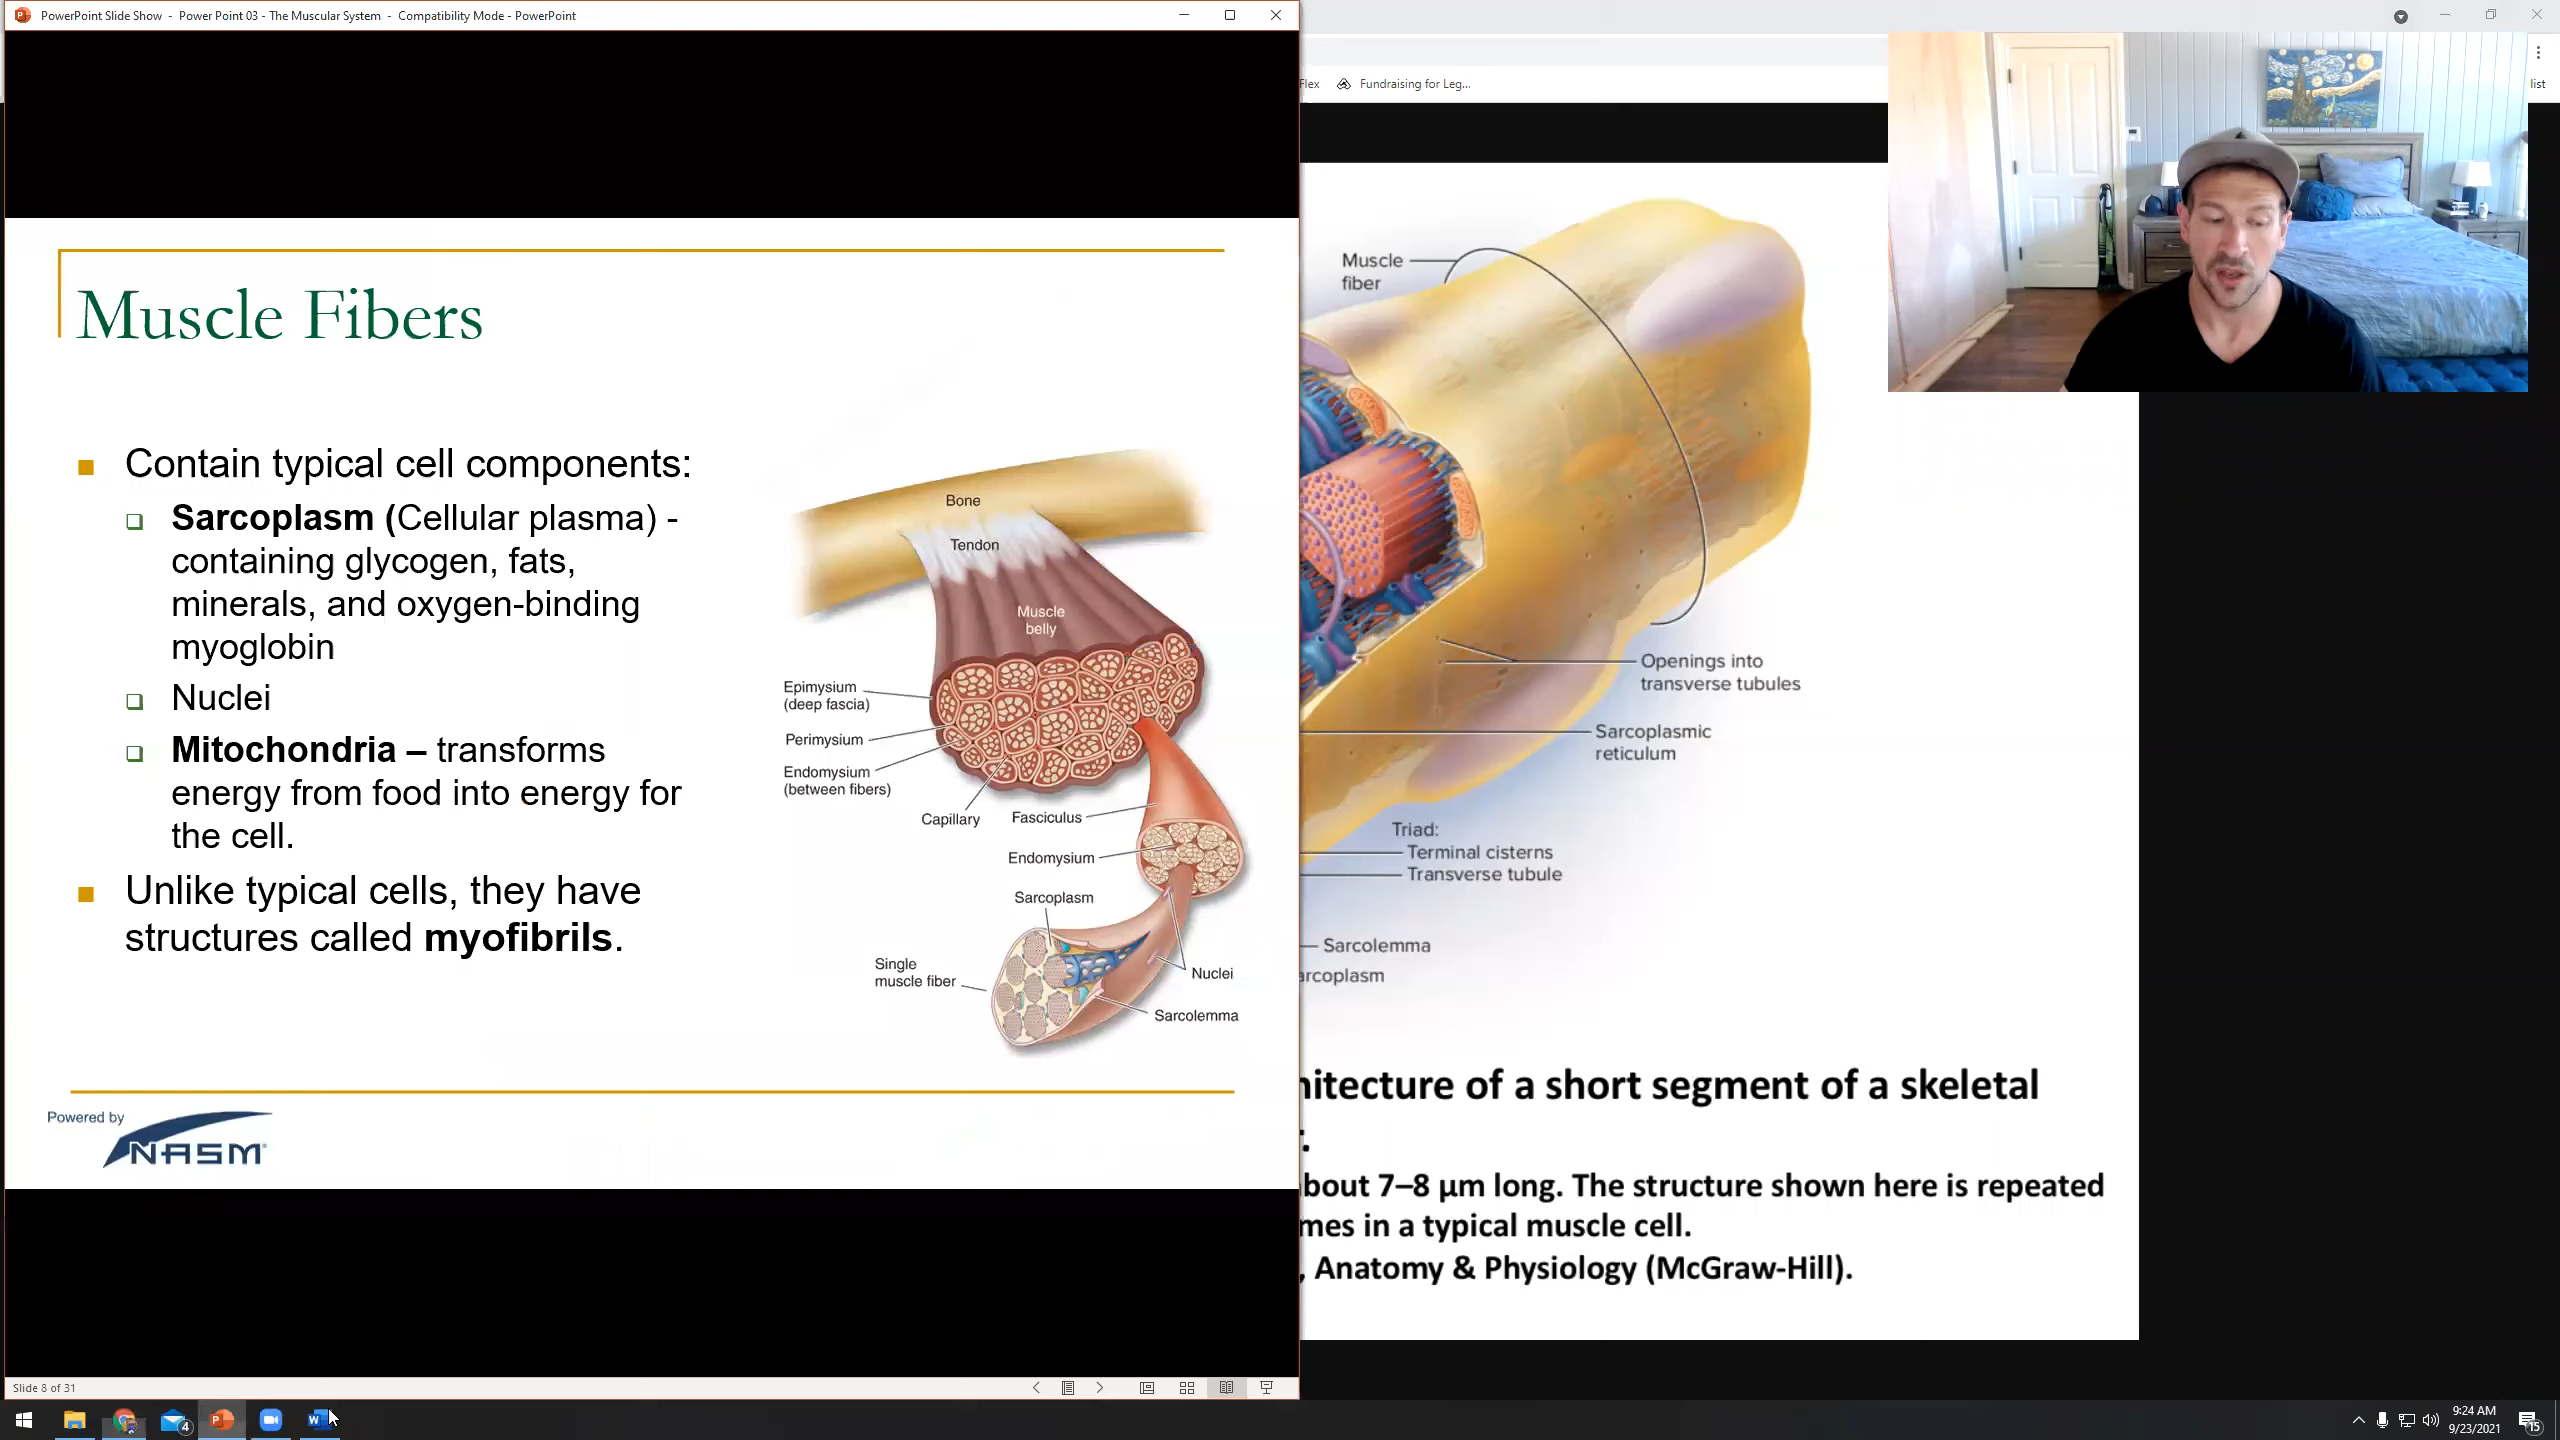 PowerPoint Slide Show - Power Point 03 - The Muscular System - Compatibility Mode - PowerPoint
Muscle Fibers
Contain typical cell components:
Sarcoplasm (Cellular plasma) -
containing glycogen, fats,
minerals, and oxygen-binding
myoglobin
Nuclei
Mitochondria – transforms
energy from food into energy for
the cell.
Unlike typical cells, they have
structures called myofibrils.
Bone
Tendon
Muscle
belly
Epimysium
(deep fascia)
Perimysium
Endomysium
(between fibers)
Capillary
Fasciculus
Endomysium
Sarcoplasm
Single
muscle fiber
Nuclei
Sarcolemma
Powered by
NASM
Slide 8 of 31
Flex
Fundraising for Leg...
list
Muscle
fiber
Openings into
transverse tubules
Sarcoplasmic
reticulum
Triad:
Terminal cisterns
Transverse tubule
Sarcolemma
arcoplasm
hitecture of a short segment of a skeletal
r.
bout 7–8 µm long. The structure shown here is repeated
mes in a typical muscle cell.
, Anatomy & Physiology (McGraw-Hill).
4
9:24 AM
9/23/2021
15